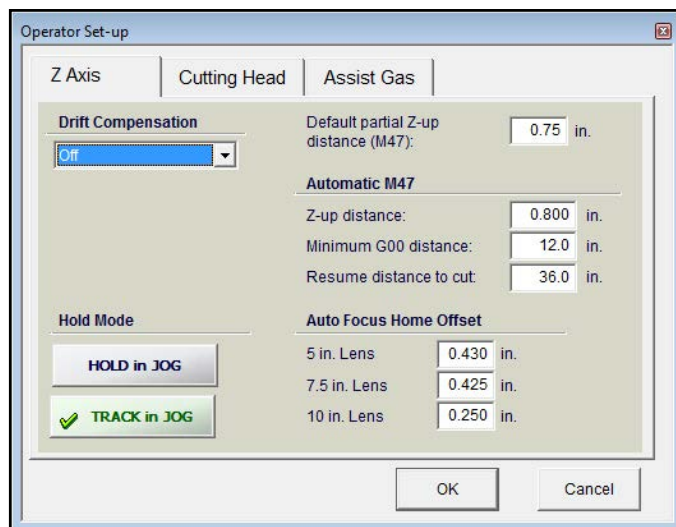 Operator Set-up
Z Axis
Cutting Head
Assist Gas
Drift Compensation
Off
Default partial Z-up
distance (M47):
0.75 in.
Automatic M47
Z-up distance: 0.800 in.
Minimum G00 distance: 12.0 in.
Resume distance to cut: 36.0 in.
Hold Mode
HOLD in JOG
TRACK in JOG
Auto Focus Home Offset
5 in. Lens 0.430 in.
7.5 in. Lens 0.425 in.
10 in. Lens 0.250 in.
OK
Cancel